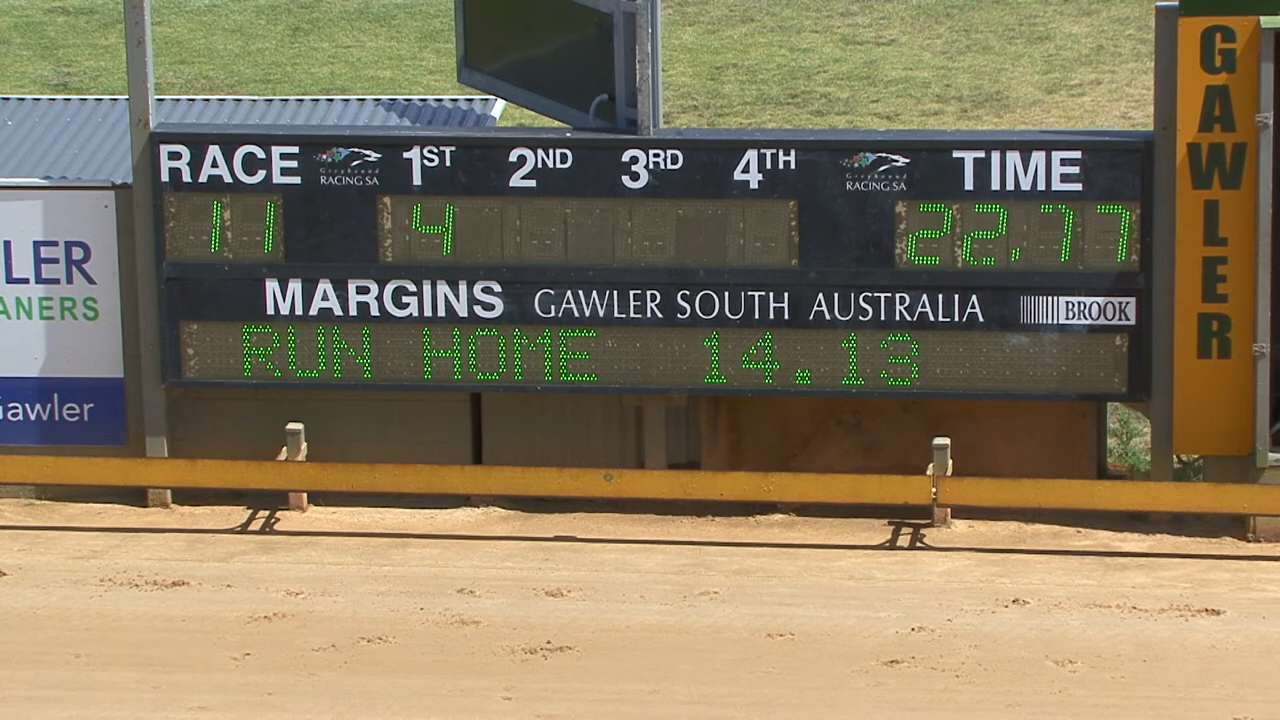 RACE
Greyhound
RACING SA
1ST 2ND 3RD 4TH
Greyhound
RACING SA
TIME
11 4 22.77
MARGINS GAWLER SOUTH AUSTRALIA BROOK
RUN HOME 14.13
GAWLER
LER
ANERS
Gawler